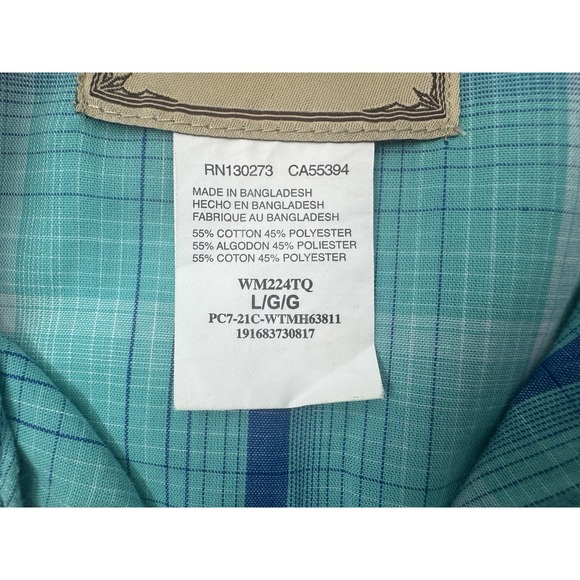 RN130273 CA55394
MADE IN BANGLADESH
HECHO EN BANGLADESH
FABRIQUE AU BANGLADESH
55% COTTON 45% POLYESTER
55% ALGODON 45% POLIESTER
55% COTON 45% POLYESTER
WM224TQ
L/G/G
PC7-21C-WTMH63811
191683730817